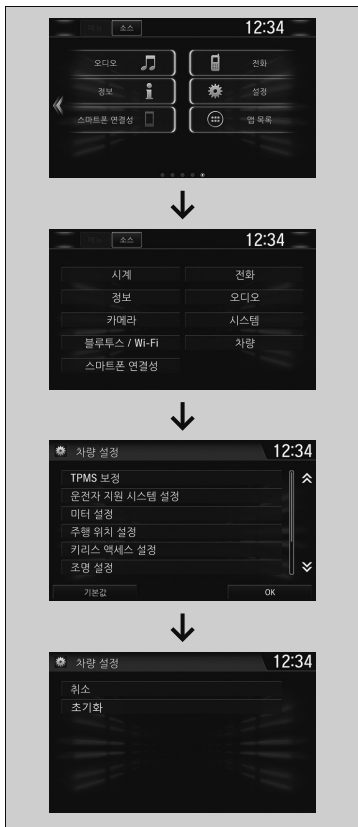 소스 12:34
오디오 전화
정보 설정
스마트폰 연결성 앱 목록
소스 12:34
시계 전화
정보 오디오
카메라 시스템
블루투스 / Wi-Fi 차량
스마트폰 연결성
차량 설정 12:34
TPMS 보정
운전자 지원 시스템 설정
미터 설정
주행 위치 설정
키리스 액세스 설정
조명 설정
기본값 OK
차량 설정 12:34
취소
초기화